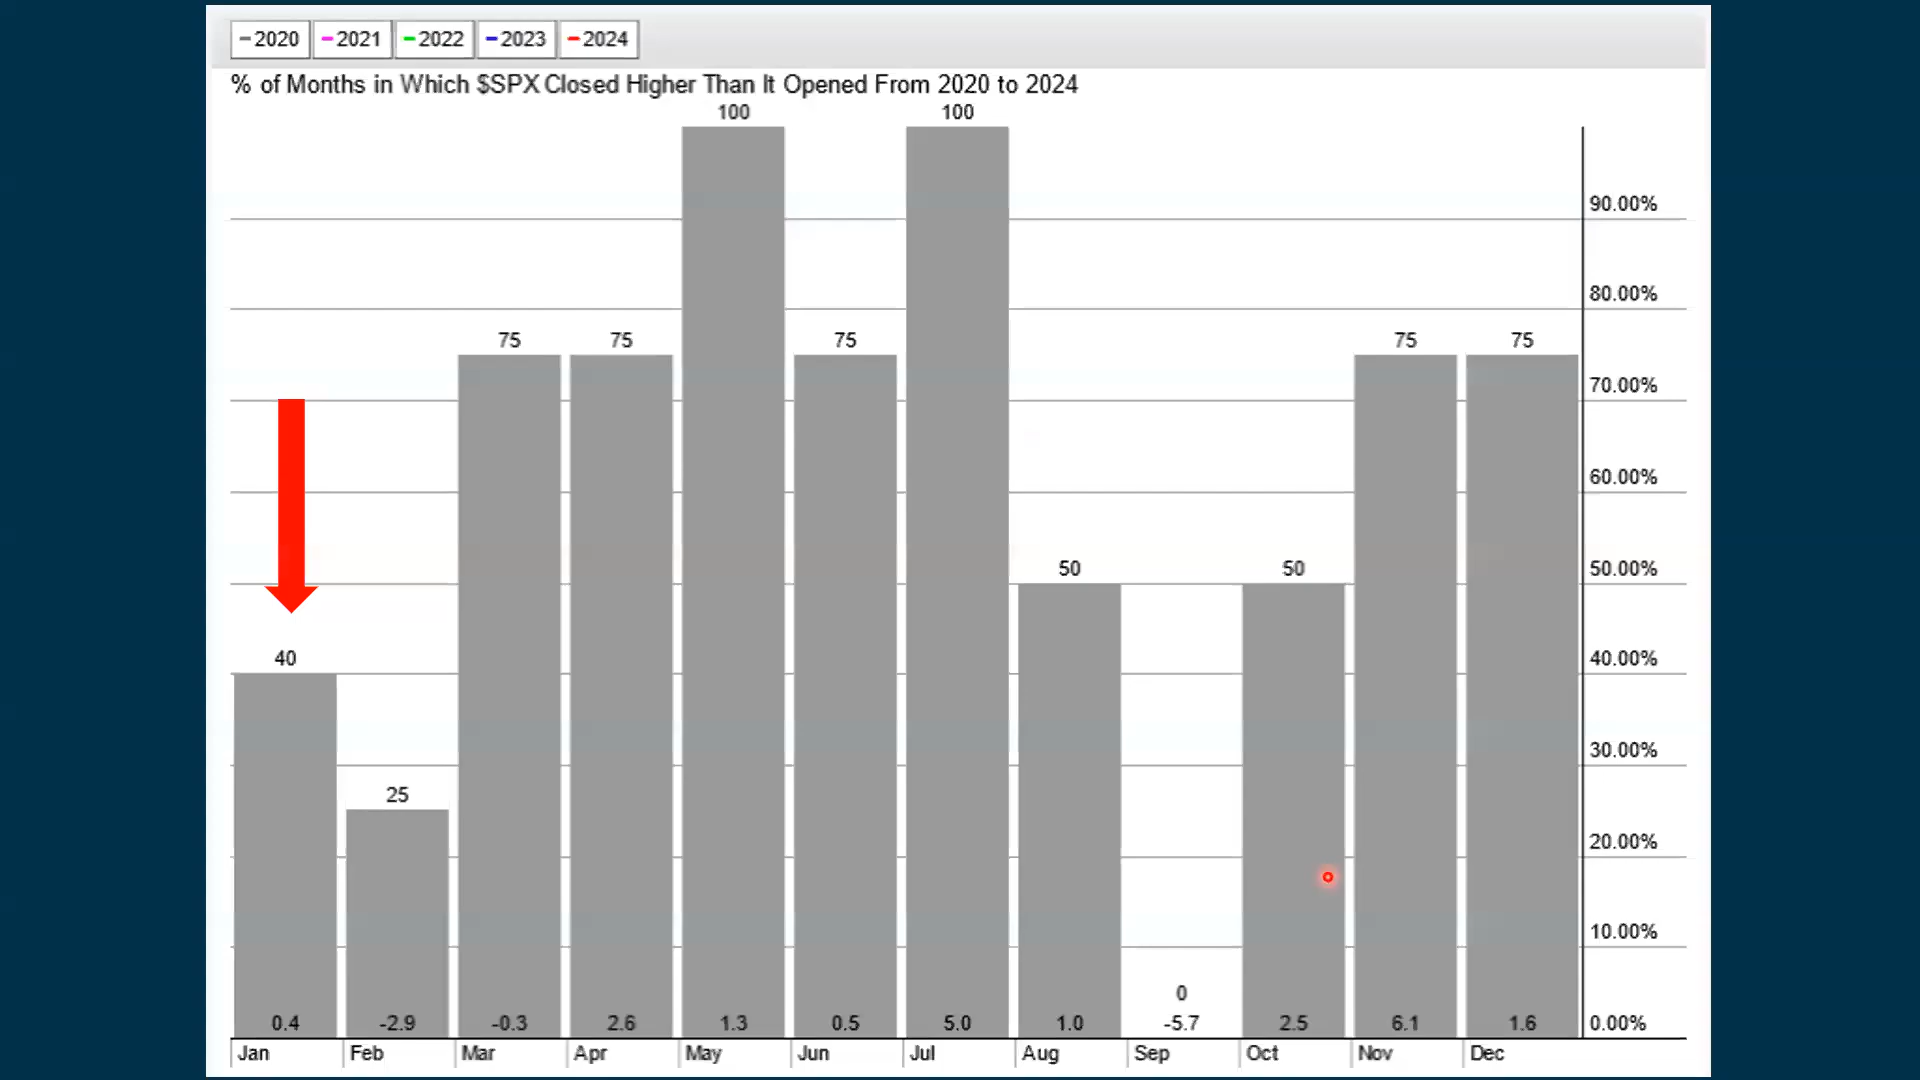 2020 2021 2022 2023 2024
% of Months in Which $SPX Closed Higher Than It Opened From 2020 to 2024
100 100
90.00%
80.00%
75 75 75 75 75
70.00%
60.00%
50 50 50.00%
40 40.00%
30.00%
25
20.00%
10.00%
0
0.4 -2.9 -0.3 2.6 1.3 0.5 5.0 1.0 -5.7 2.5 6.1 1.6 0.00%
Jan Feb Mar Apr May Jun Jul Aug Sep Oct Nov Dec